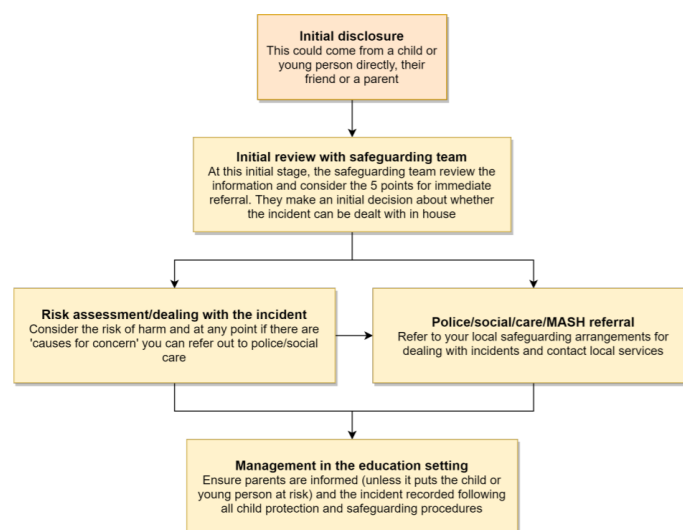 Initial disclosure
This could come from a child or
young person directly, their
friend or a parent
Initial review with safeguarding team
At this initial stage, the safeguarding team review the
information and consider the 5 points for immediate
referral. They make an initial decision about whether
the incident can be dealt with in house
Risk assessment/dealing with the incident
Consider the risk of harm and at any point if there are
'causes for concern' you can refer out to police/social
care
Police/social/care/MASH referral
Refer to your local safeguarding arrangements for
dealing with incidents and contact local services
Management in the education setting
Ensure parents are informed (unless it puts the child or
young person at risk) and the incident recorded following
all child protection and safeguarding procedures